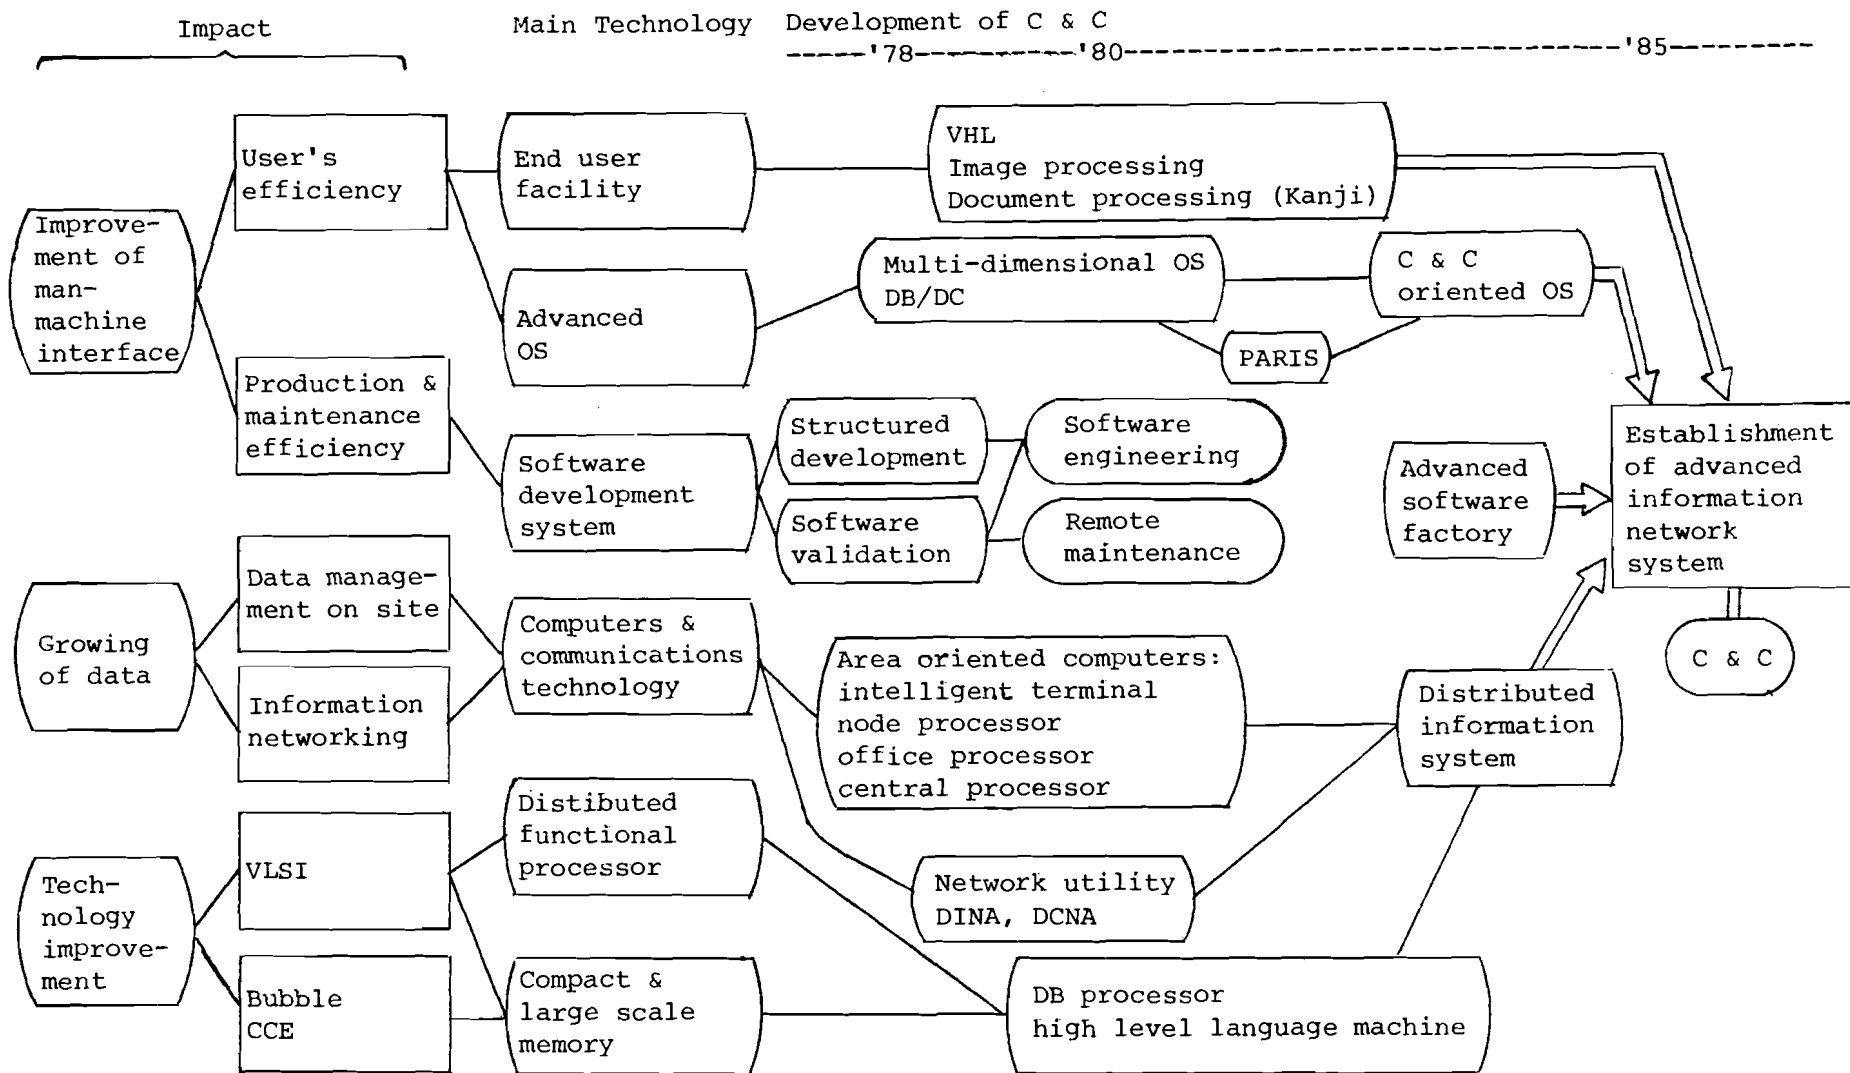 Impact
Main Technology
Development of C & C
-----'78----------'80------------------------------'85---------
Improve-
ment of
man-
machine
interface
User's
efficiency
Production &
maintenance
efficiency
End user
facility
Advanced
OS
Software
development
system
VHL
Image processing
Document processing (Kanji)
Multi-dimensional OS
DB/DC
C & C
oriented OS
PARIS
Structured
development
Software
engineering
Software
validation
Remote
maintenance
Advanced
software
factory
Establishment
of advanced
information
network
system
C & C
Growing
of data
Data manage-
ment on site
Information
networking
Computers &
communications
technology
Area oriented computers:
intelligent terminal
node processor
office processor
central processor
Distributed
information
system
Network utility
DINA, DCNA
Tech-
nology
improve-
ment
VLSI
Bubble
CCE
Distibuted
functional
processor
Compact &
large scale
memory
DB processor
high level language machine